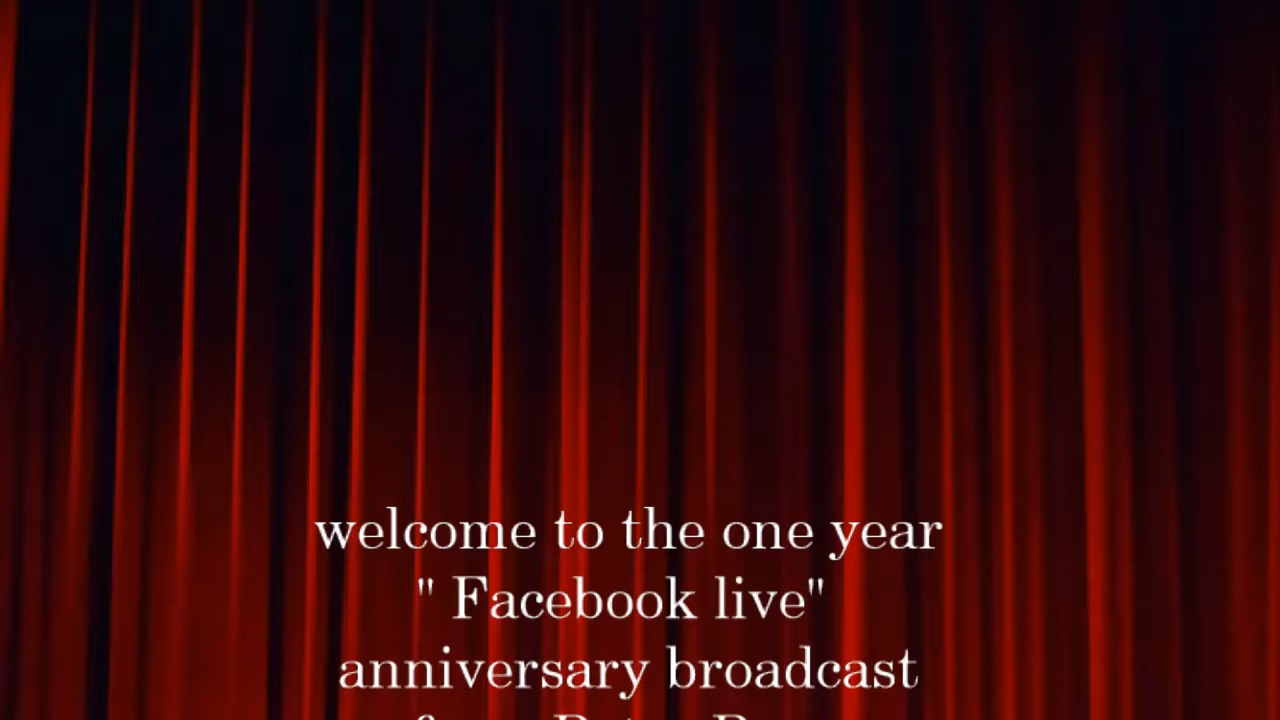 welcome to the one year
" Facebook live"
anniversary broadcast